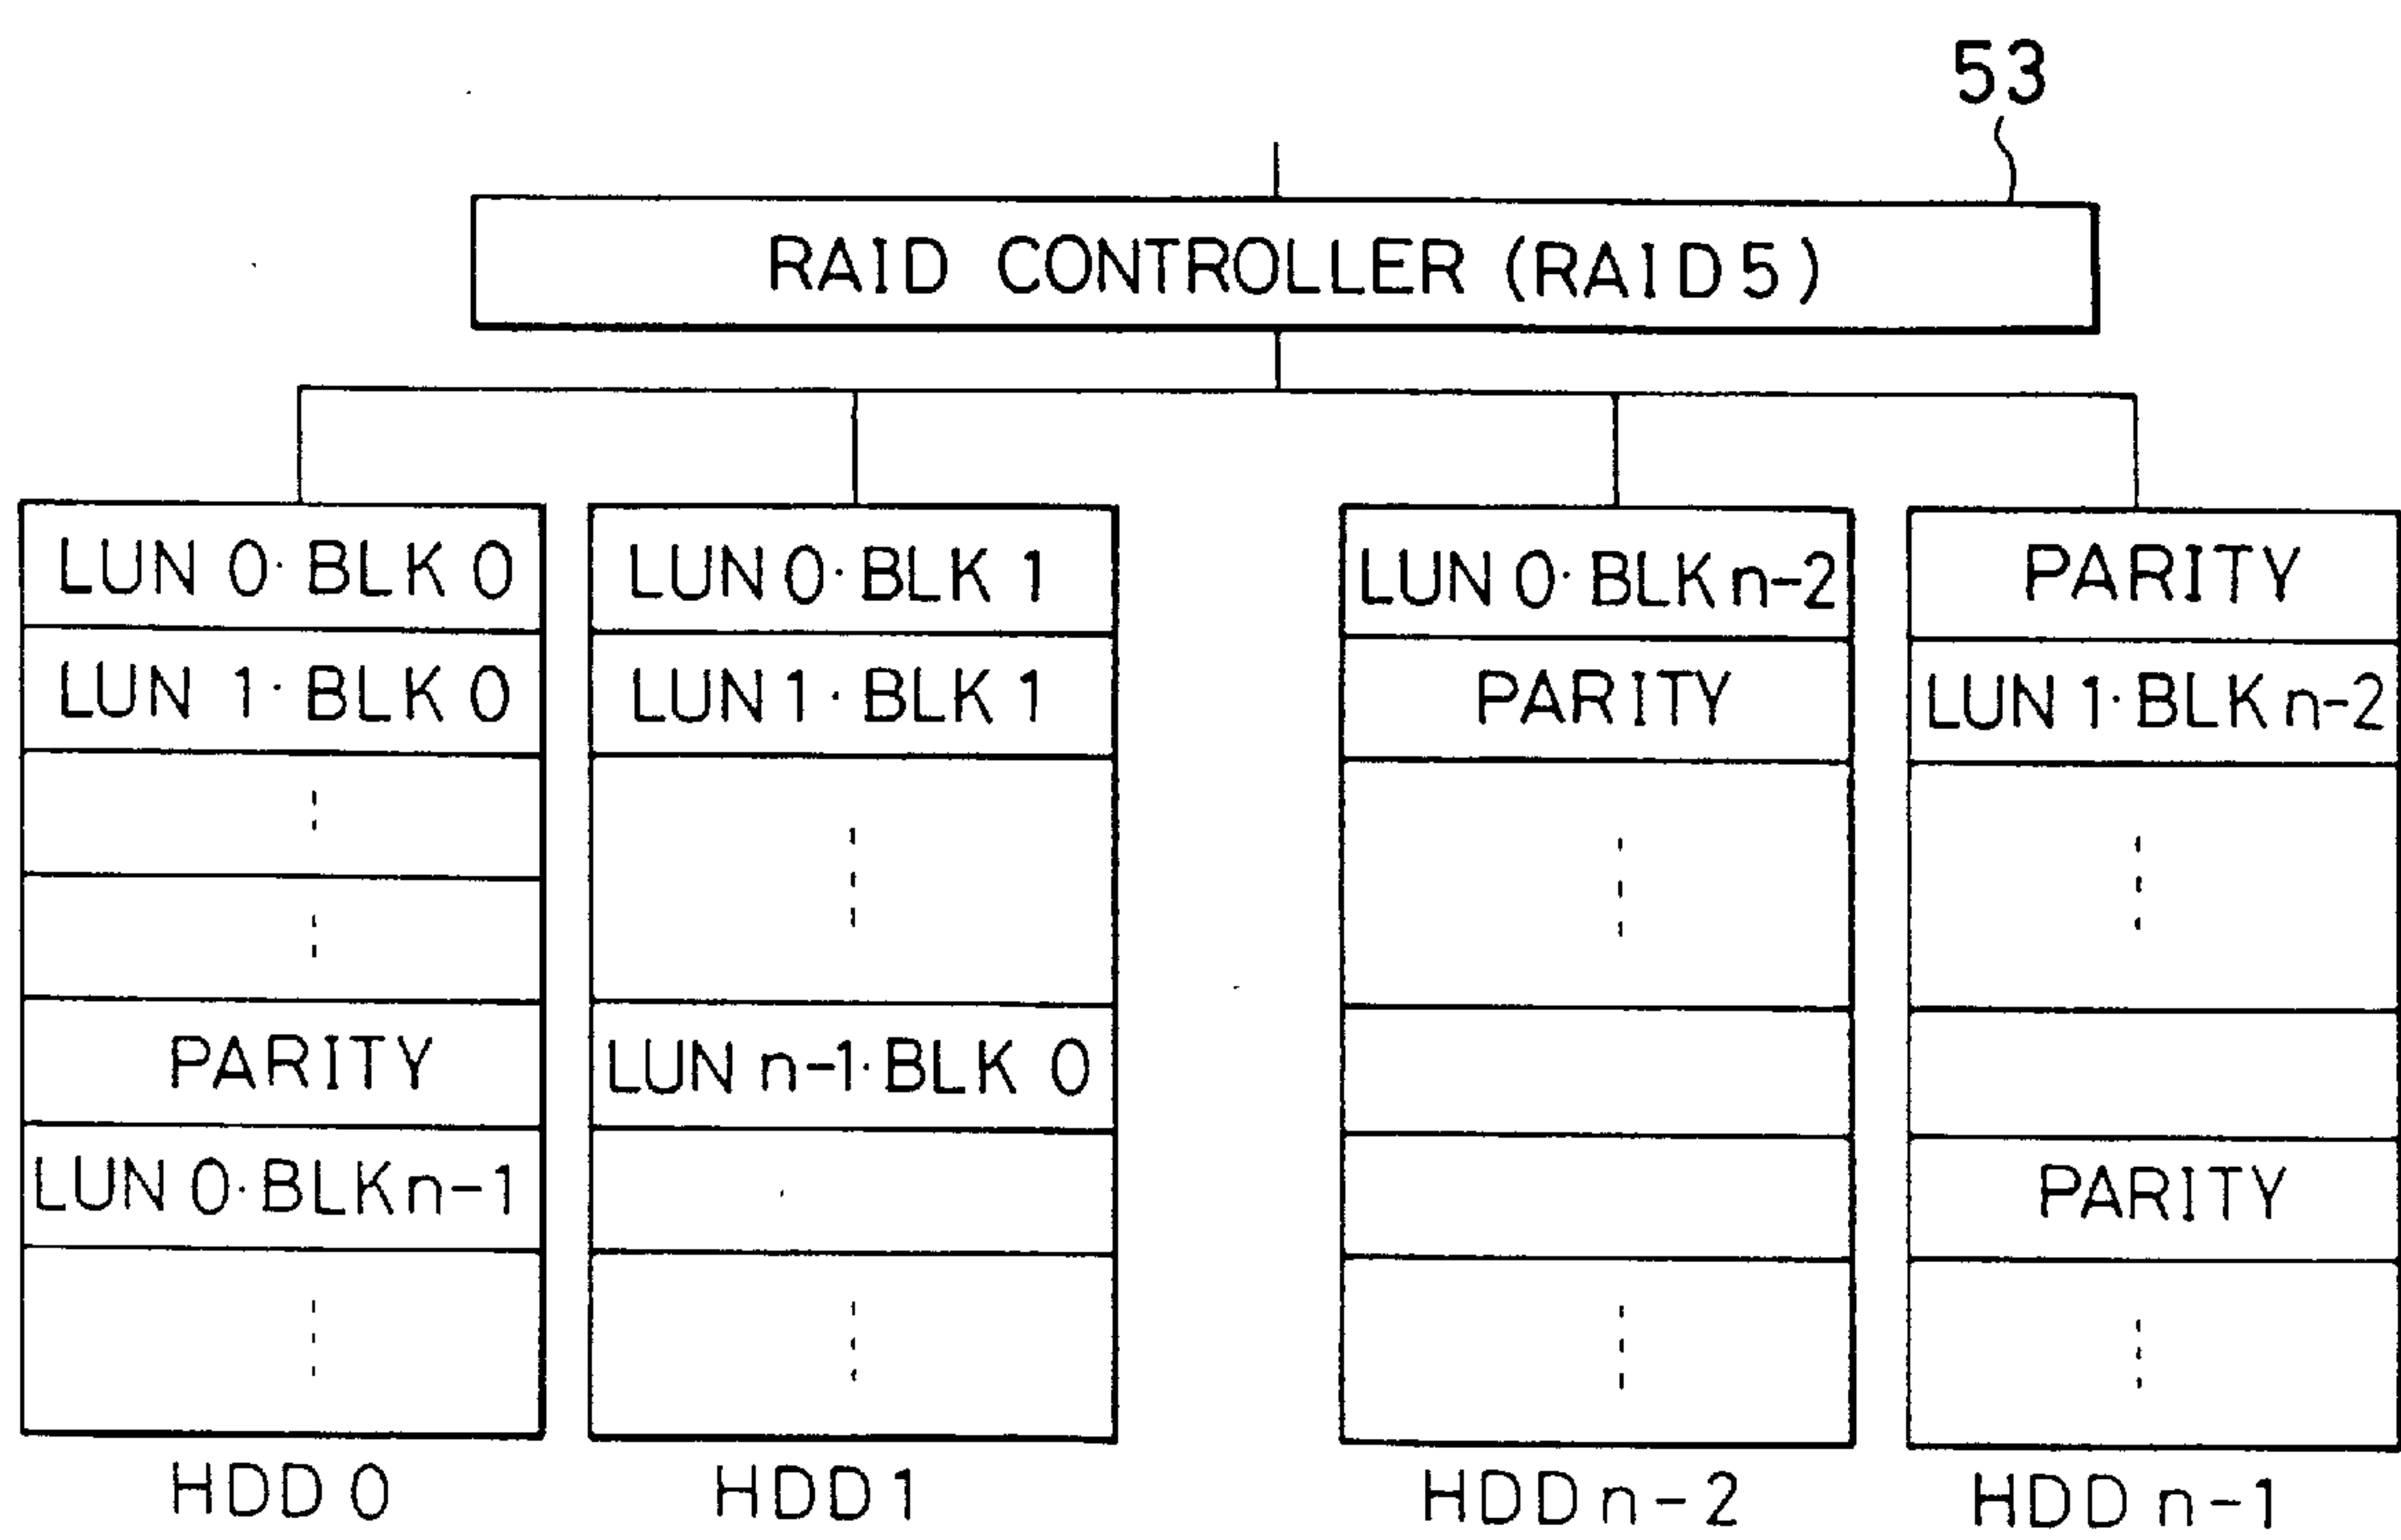 53
RAID CONTROLLER (RAID5)
LUN 0·BLK 0
LUN 0·BLK 1
LUN 0·BLK n-2
PARITY
LUN 1·BLK 0
LUN 1·BLK 1
PARITY
LUN 1·BLK n-2
PARITY
LUN n-1·BLK 0
LUN 0·BLK n-1
PARITY
HDD 0
HDD 1
HDD n-2
HDD n-1